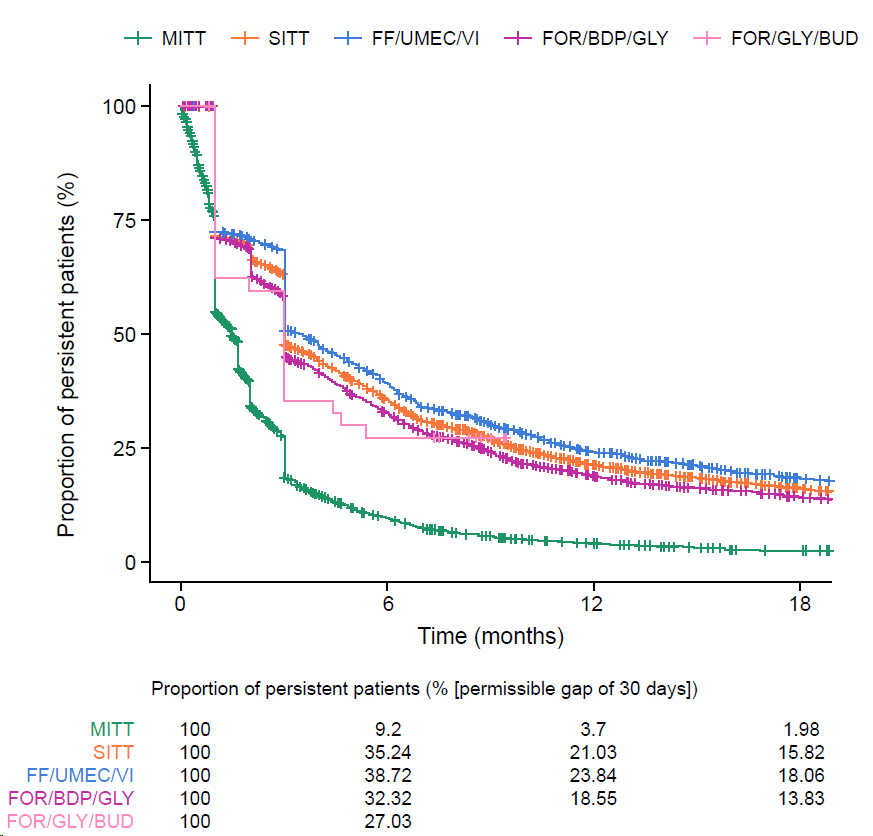 MITT SITT FF/UMEC/VI FOR/BDP/GLY FOR/GLY/BUD
Proportion of persistent patients (%)
100
75
50
25
0
0 6 12 18
Time (months)
Proportion of persistent patients (% [permissible gap of 30 days])
MITT 100 9.2 3.7 1.98
SITT 100 35.24 21.03 15.82
FF/UMEC/VI 100 38.72 23.84 18.06
FOR/BDP/GLY 100 32.32 18.55 13.83
FOR/GLY/BUD 100 27.03